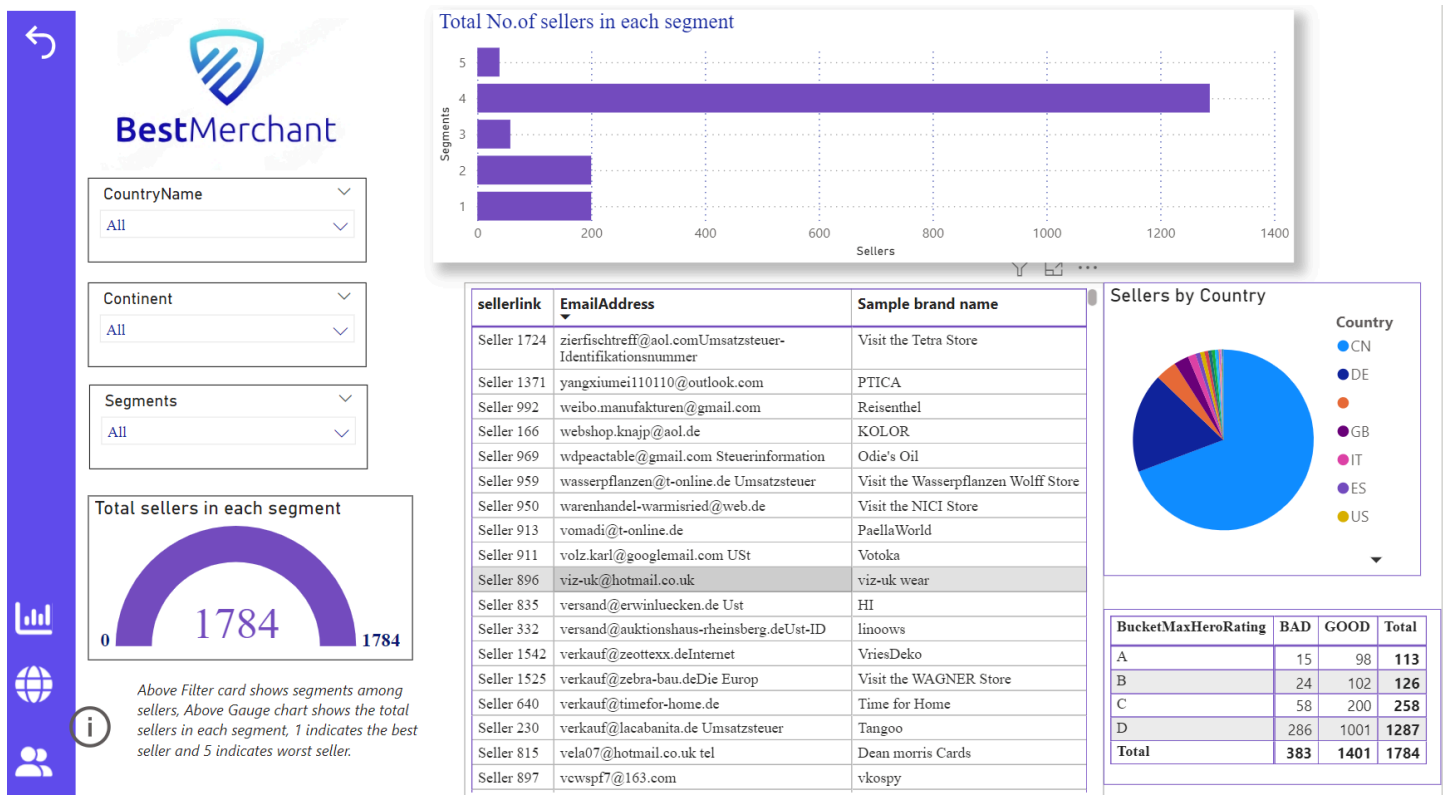 BestMerchant
CountryName
All
Continent
All
Segments
All
Total sellers in each segment
1784
0
1784
i
Above Filter card shows segments among
sellers, Above Gauge chart shows the total
sellers in each segment, 1 indicates the best
seller and 5 indicates worst seller.
Total No.of sellers in each segment
Segments
5
4
3
2
1
0 200 400 600 800 1000 1200 1400
Sellers
sellerlink EmailAddress Sample brand name
Seller 1724 zierfischtreff@aol.comUmsatzsteuer- Visit the Tetra Store
Identifikationsnummer
Seller 1371 yangxiumei110110@outlook.com PTICA
Seller 992 weibo.manufakturen@gmail.com Reisenthel
Seller 166 webshop.knajp@aol.de KOLOR
Seller 969 wdpeactable@gmail.com Steuerinformation Odie's Oil
Seller 959 wasserpflanzen@t-online.de Umsatzsteuer Visit the Wasserpflanzen Wolff Store
Seller 950 warenhandel-warmisried@web.de Visit the NICI Store
Seller 913 vomadi@t-online.de PaellaWorld
Seller 911 volz.karl@googlemail.com USt Votoka
Seller 896 viz-uk@hotmail.co.uk viz-uk wear
Seller 835 versand@erwinluecken.de Ust HI
Seller 332 versand@auktionshaus-rheinsberg.deUst-ID linoows
Seller 1542 verkauf@zeottexx.deInternet VriesDeko
Seller 1525 verkauf@zebra-bau.deDie Europ Visit the WAGNER Store
Seller 640 verkauf@timefor-home.de Time for Home
Seller 230 verkauf@lacabanita.de Umsatzsteuer Tangoo
Seller 815 vela07@hotmail.co.uk tel Dean morris Cards
Seller 897 vcwspf7@163.com vkospy
Sellers by Country
Country
CN
DE
GB
IT
ES
US
BucketMaxHeroRating BAD GOOD Total
A 15 98 113
B 24 102 126
C 58 200 258
D 286 1001 1287
Total 383 1401 1784